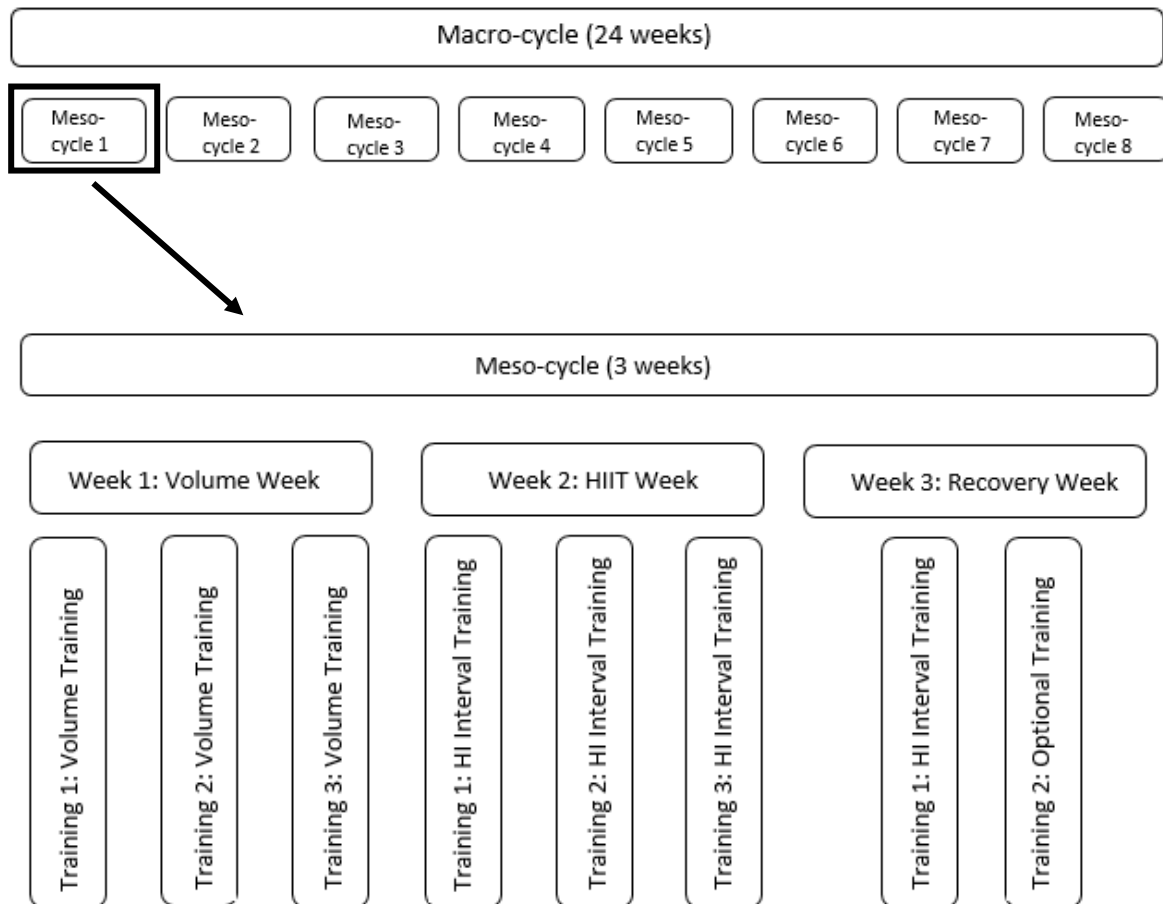 Macro-cycle (24 weeks)
Meso-
cycle 1
Meso-
cycle 2
Meso-
cycle 3
Meso-
cycle 4
Meso-
cycle 5
Meso-
cycle 6
Meso-
cycle 7
Meso-
cycle 8
Meso-cycle (3 weeks)
Week 1: Volume Week
Week 2: HIIT Week
Week 3: Recovery Week
Training 1: Volume Training
Training 2: Volume Training
Training 3: Volume Training
Training 1: HI Interval Training
Training 2: HI Interval Training
Training 3: HI Interval Training
Training 1: HI Interval Training
Training 2: Optional Training